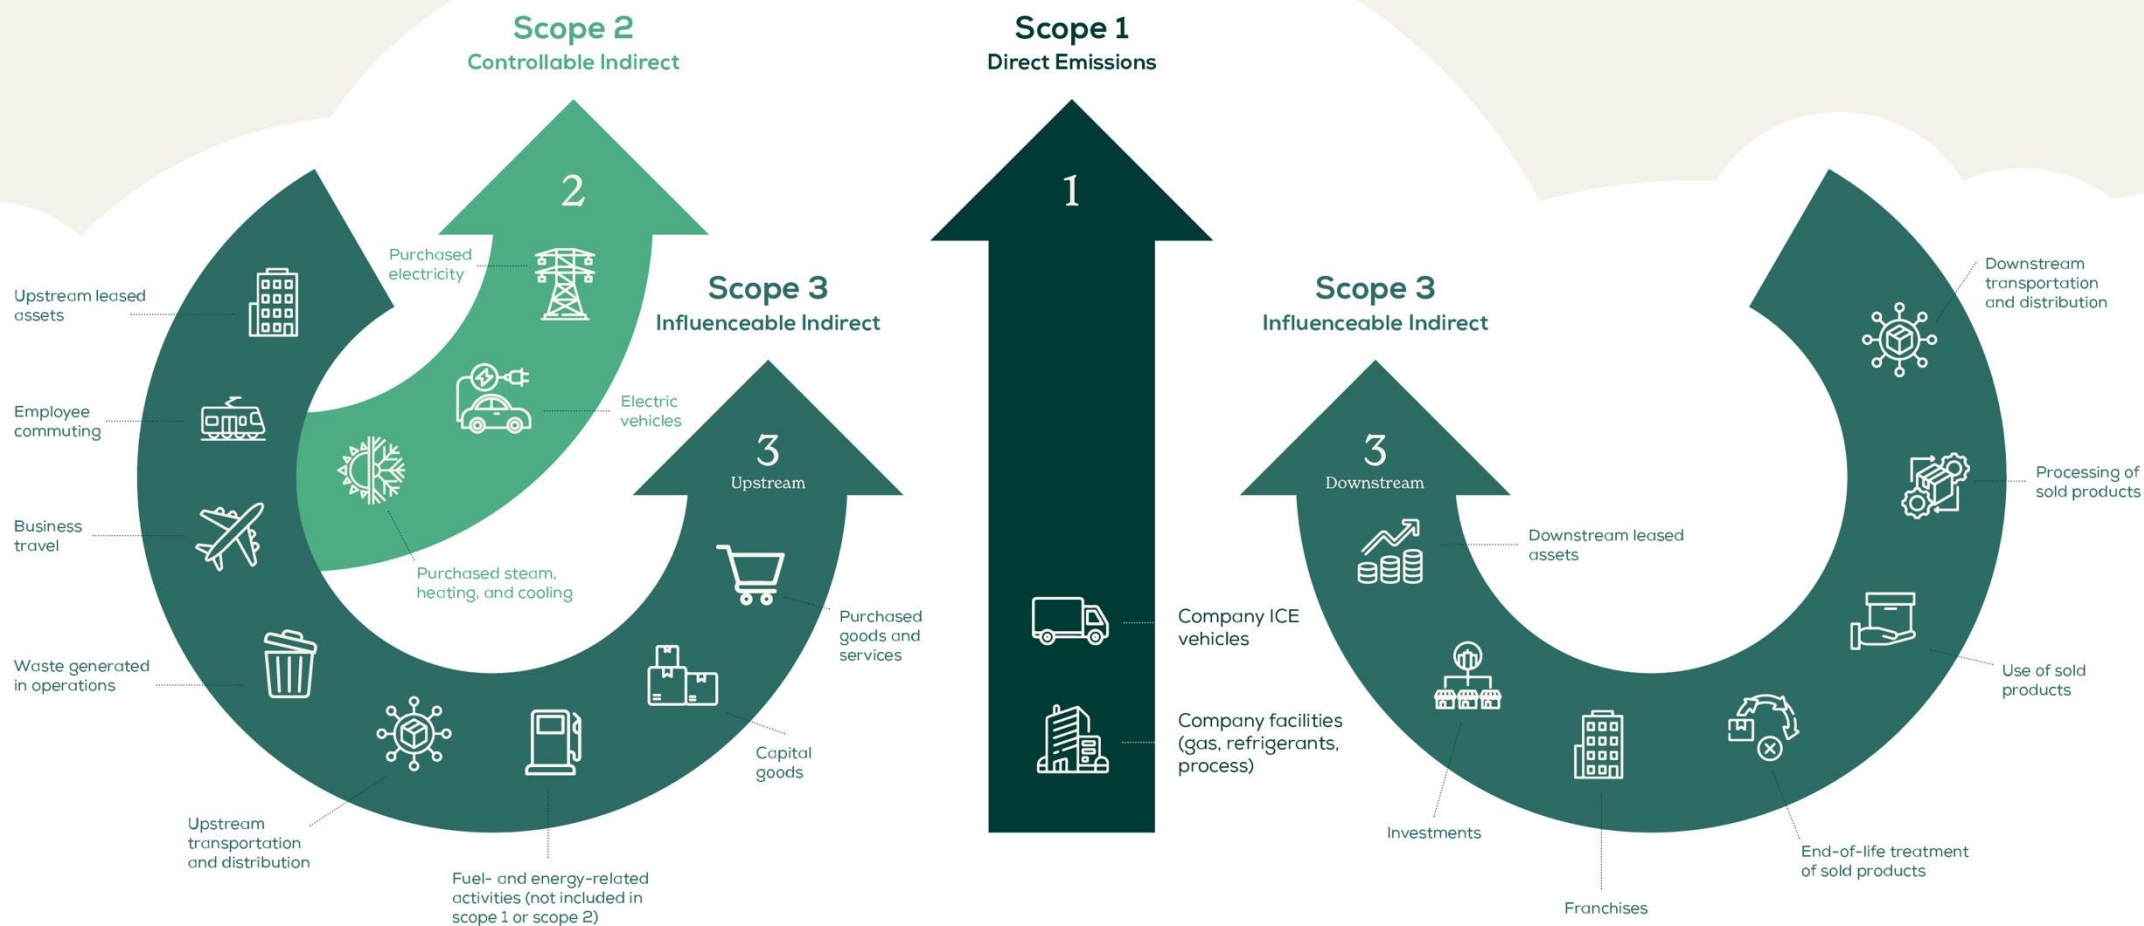 Scope 2
Controllable Indirect
2
Purchased
electricity
Electric
vehicles
Purchased steam,
heating, and cooling
Scope 3
Influenceable Indirect
3
Upstream
Upstream leased
assets
Employee
commuting
Business
travel
Waste generated
in operations
Upstream
transportation
and distribution
Fuel- and energy-related
activities (not included in
scope 1 or scope 2)
Capital
goods
Purchased
goods and
services
Scope 1
Direct Emissions
1
Company ICE
vehicles
Company facilities
(gas, refrigerants,
process)
Scope 3
Influenceable Indirect
3
Downstream
Downstream leased
assets
Investments
Franchises
End-of-life treatment
of sold products
Use of sold
products
Processing of
sold products
Downstream
transportation
and distribution